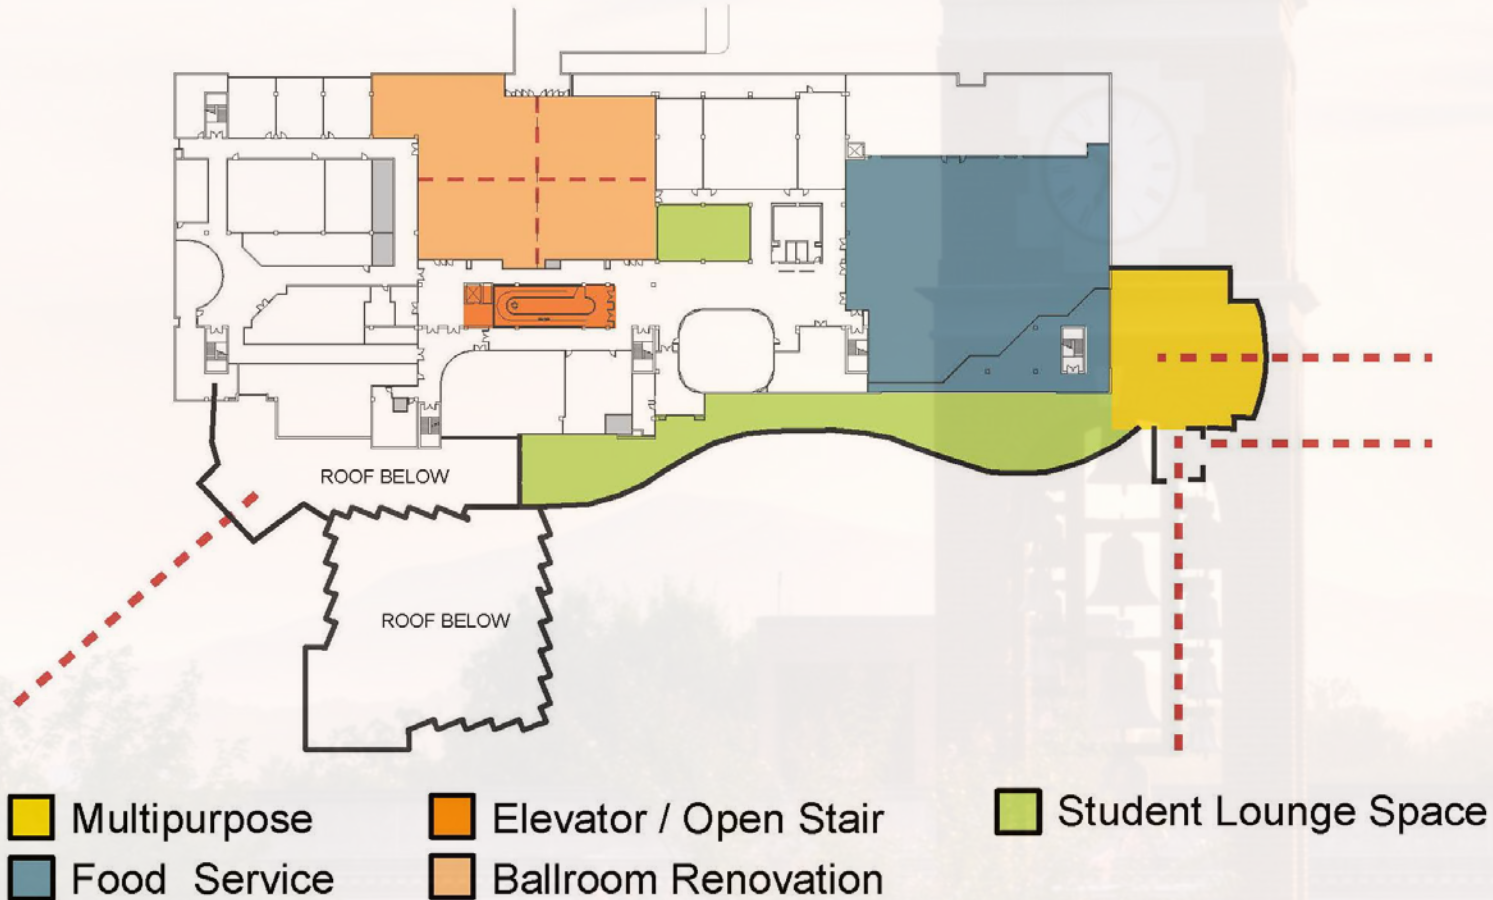 ROOF BELOW
ROOF BELOW
Multipurpose
Elevator / Open Stair
Student Lounge Space
Food Service
Ballroom Renovation